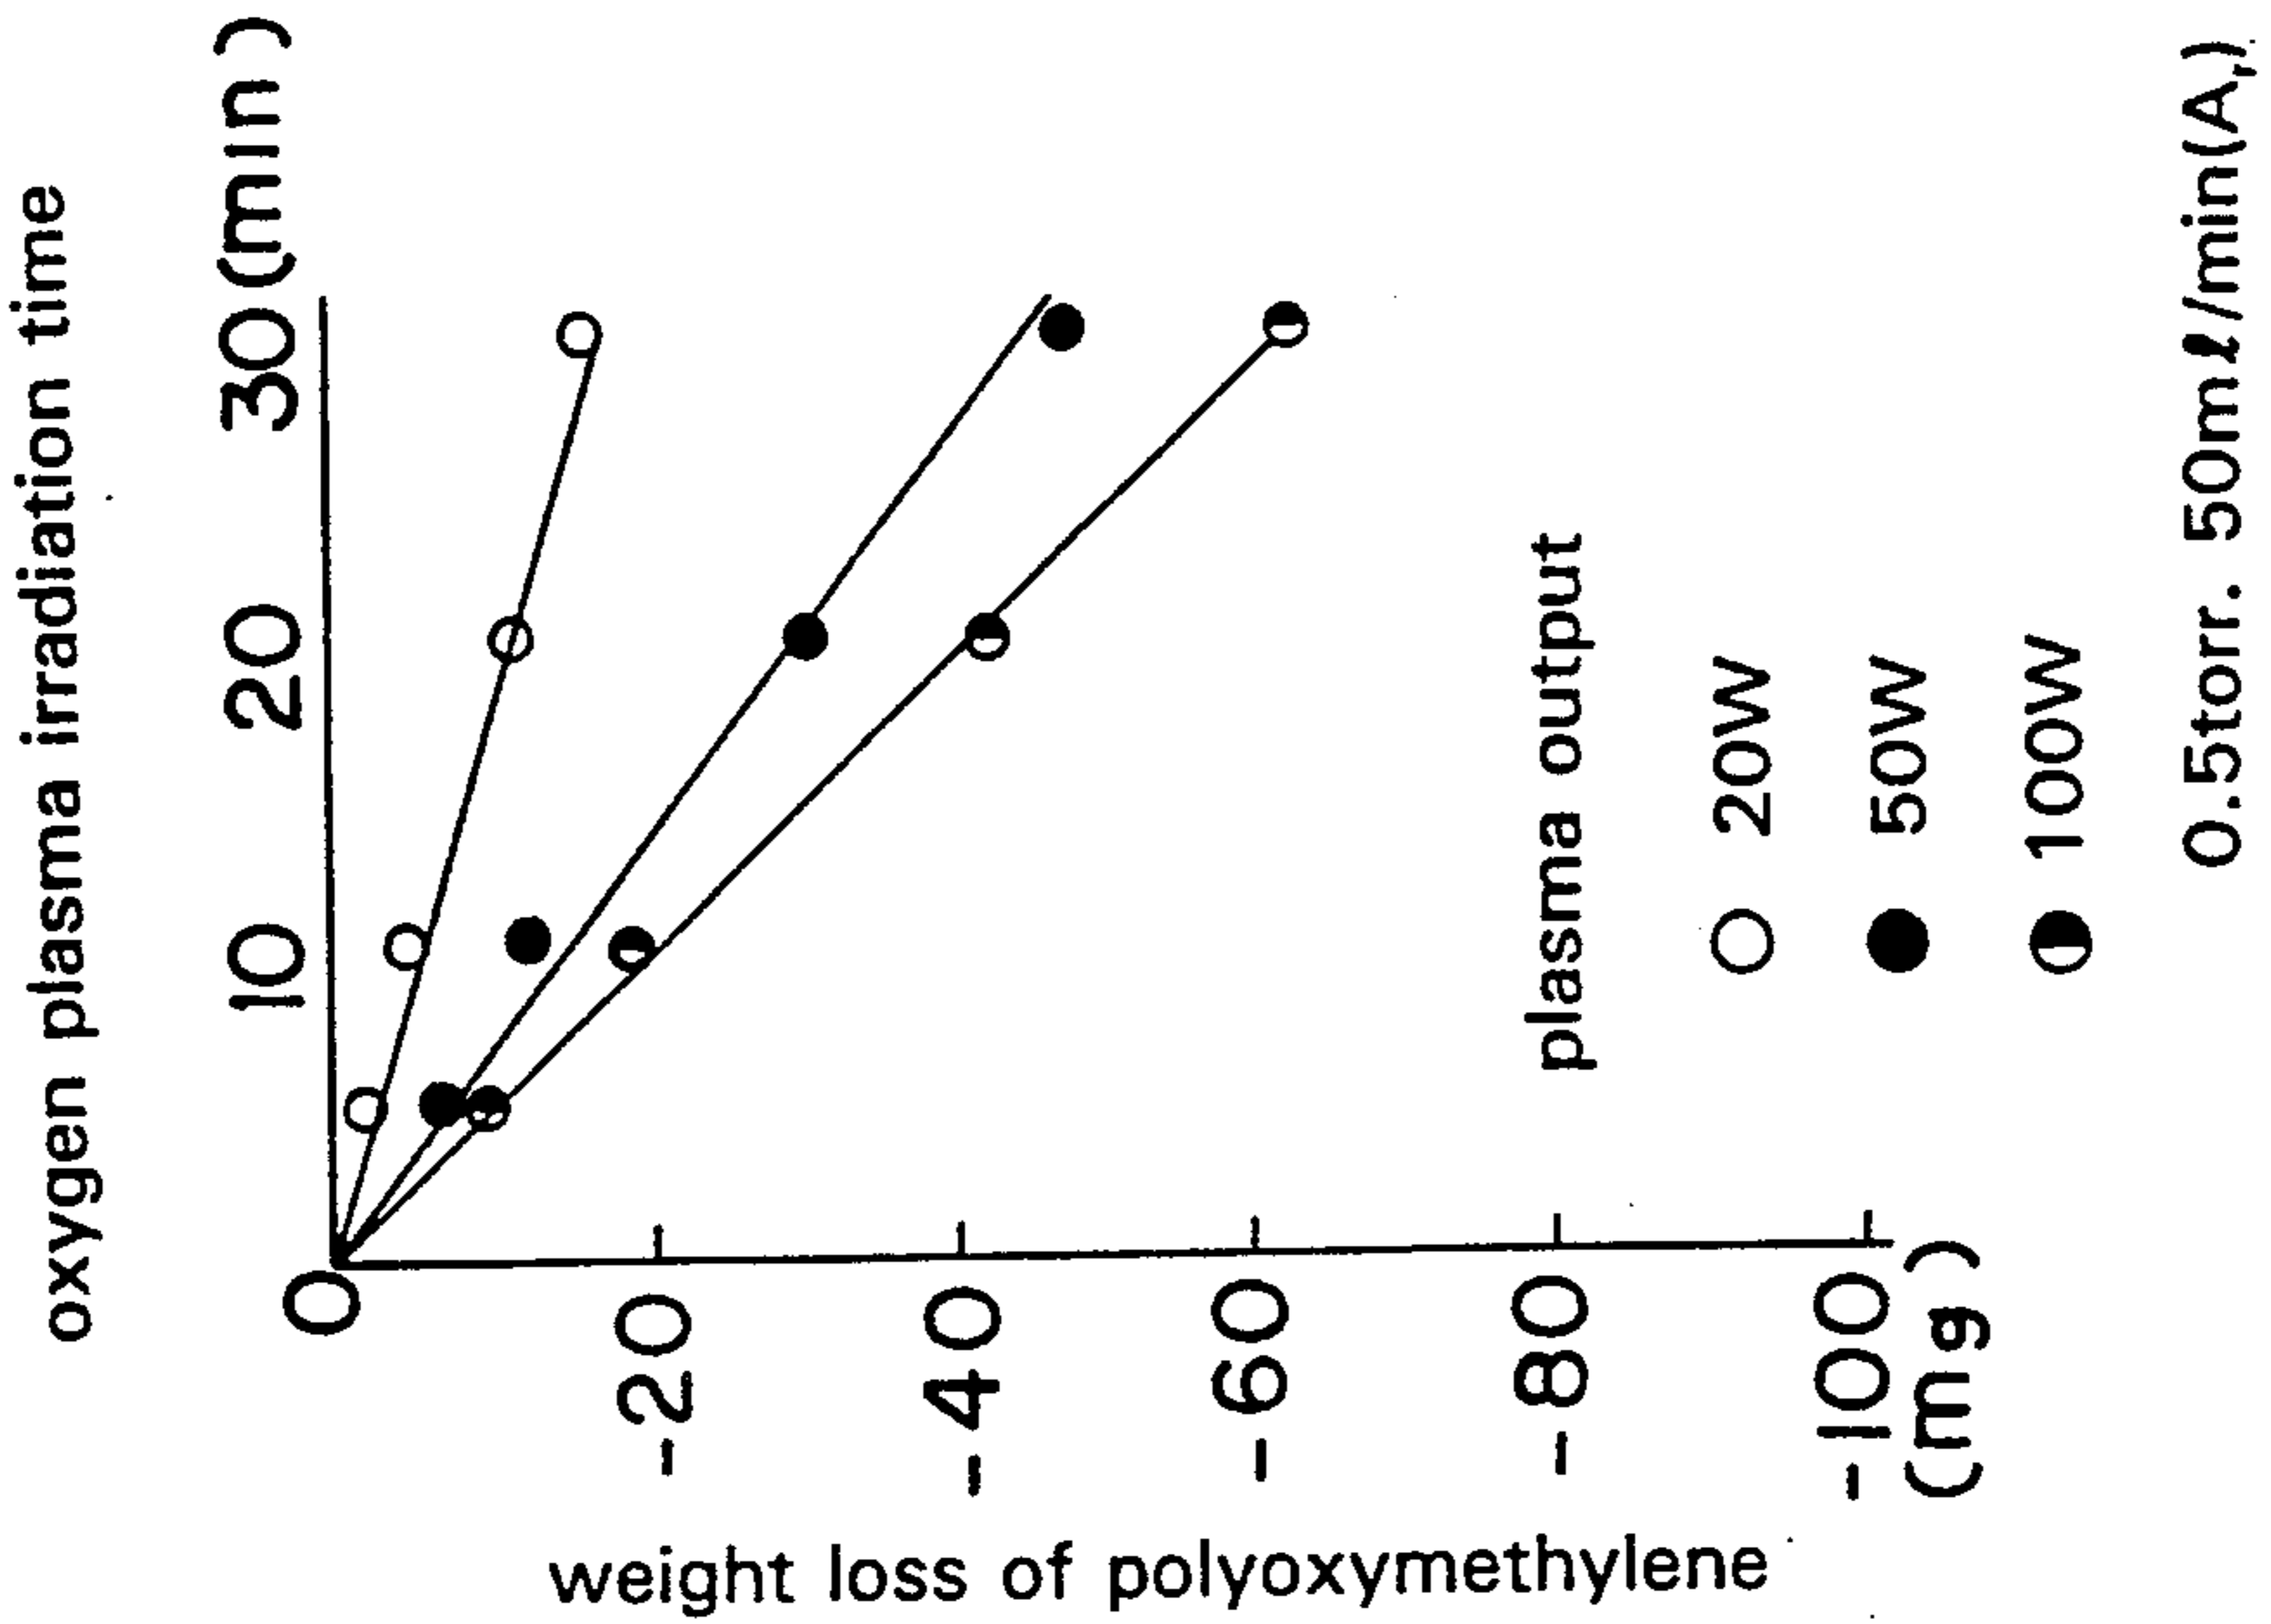 oxygen plasma irradiation time
10
20
30 (min)
0
-20
-40
-60
-80
-100
(mg)
weight loss of polyoxymethylene
plasma output
20W
50W
100W
0.5torr. 50mℓ/min(Ar)